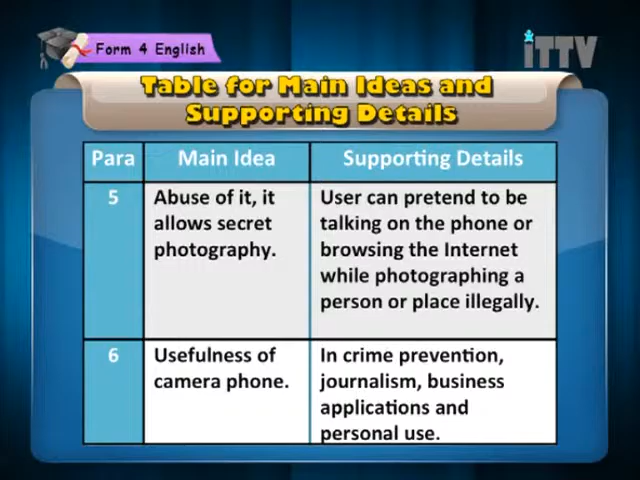 Form 4 English
iTTV
Table for Main Ideas and
Supporting Details
Para Main Idea Supporting Details
5 Abuse of it, it User can pretend to be
allows secret talking on the phone or
photography. browsing the Internet
while photographing a
person or place illegally.
6 Usefulness of In crime prevention,
camera phone. journalism, business
applications and
personal use.